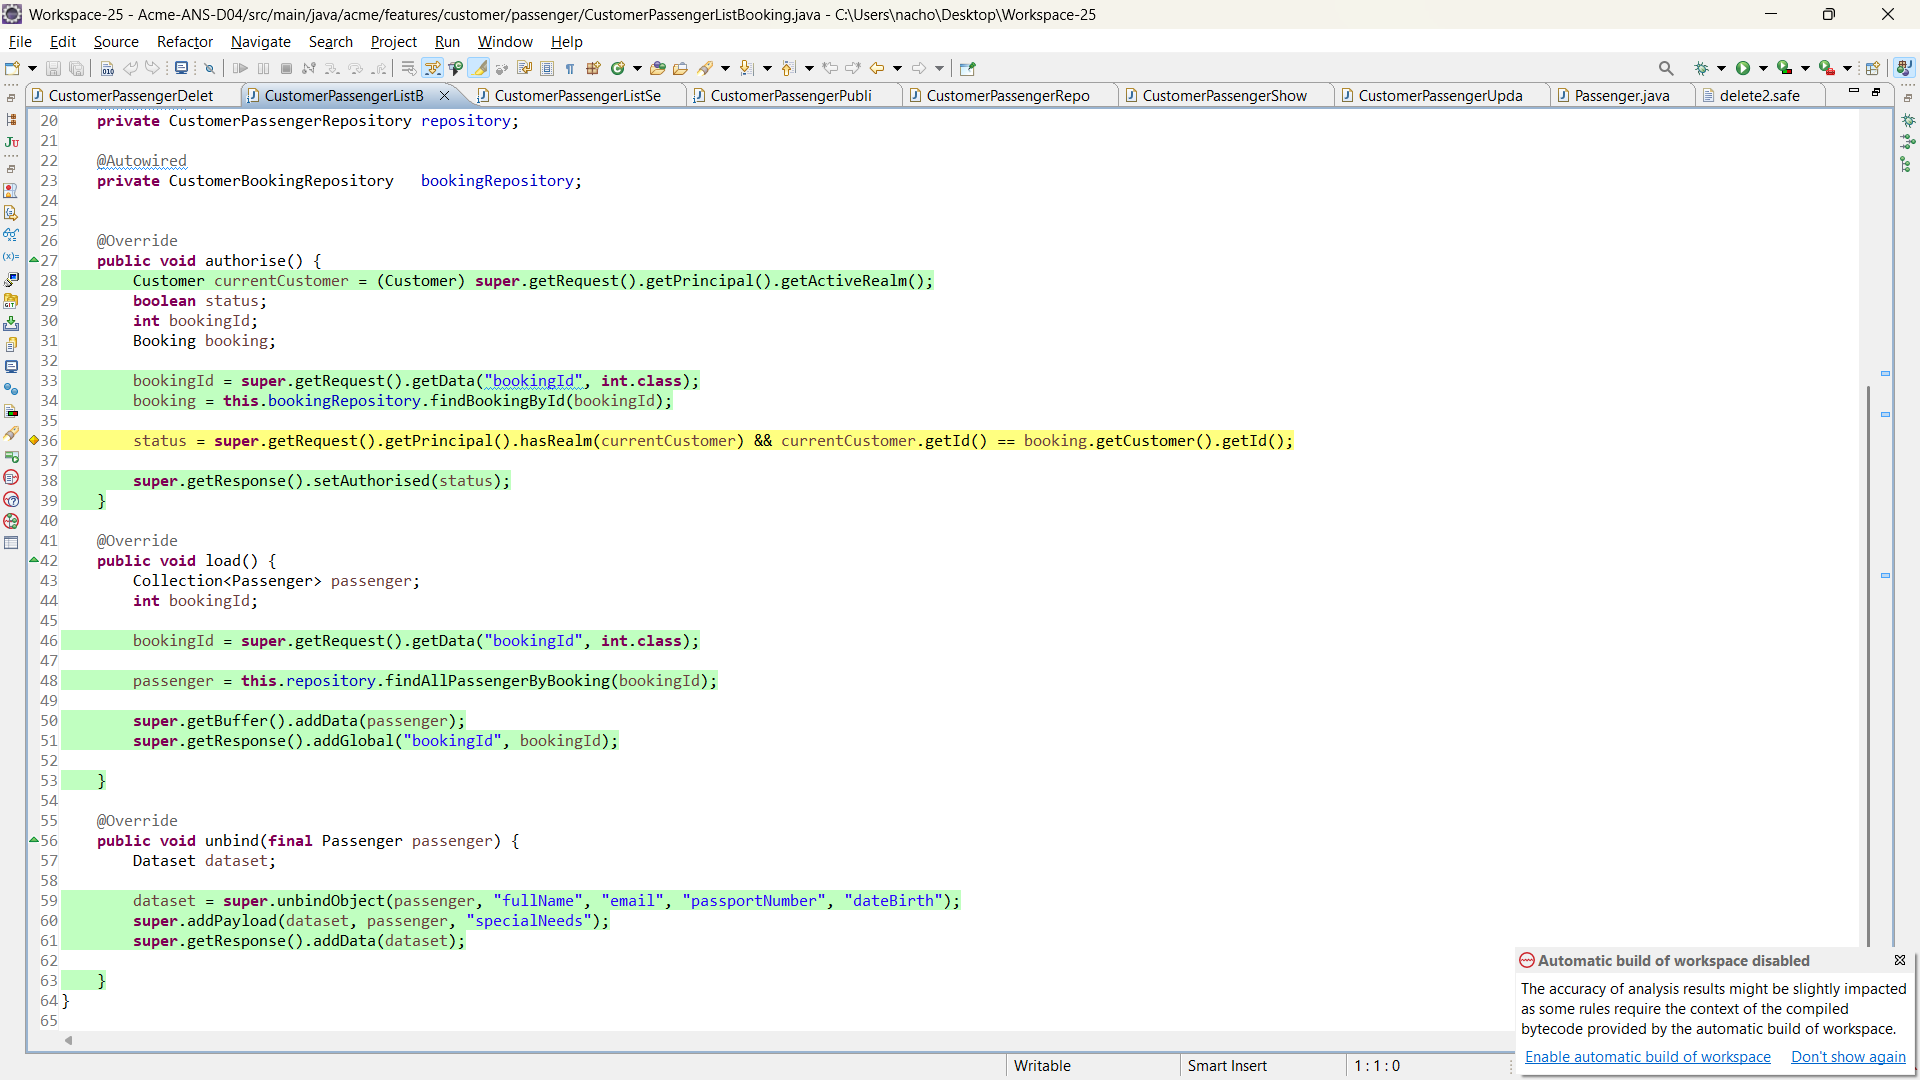 Workspace-25 - Acme-ANS-D04/src/main/java/acme/features/customer/passenger/CustomerPassengerListBooking.java - C:\Users\nacho\Desktop\Workspace-25
File Edit Source Refactor Navigate Search Project Run Window Help
CustomerPassengerDelet CustomerPassengerListB CustomerPassengerListSe CustomerPassengerPubli CustomerPassengerRepo CustomerPassengerShow CustomerPassengerUpda Passenger.java delete2.safe
20 private CustomerPassengerRepository repository;
21
22 @Autowired
23 private CustomerBookingRepository bookingRepository;
24
25
26 @Override
27 public void authorise() {
28 Customer currentCustomer = (Customer) super.getRequest().getPrincipal().getActiveRealm();
29 boolean status;
30 int bookingId;
31 Booking booking;
32
33 bookingId = super.getRequest().getData("bookingId", int.class);
34 booking = this.bookingRepository.findBookingById(bookingId);
35
36 status = super.getRequest().getPrincipal().hasRealm(currentCustomer) && currentCustomer.getId() == booking.getCustomer().getId();
37
38 super.getResponse().setAuthorised(status);
39 }
40
41 @Override
42 public void load() {
43 Collection<Passenger> passenger;
44 int bookingId;
45
46 bookingId = super.getRequest().getData("bookingId", int.class);
47
48 passenger = this.repository.findAllPassengerByBooking(bookingId);
49
50 super.getBuffer().addData(passenger);
51 super.getResponse().addGlobal("bookingId", bookingId);
52
53 }
54
55 @Override
56 public void unbind(final Passenger passenger) {
57 Dataset dataset;
58
59 dataset = super.unbindObject(passenger, "fullName", "email", "passportNumber", "dateBirth");
60 super.addPayload(dataset, passenger, "specialNeeds");
61 super.getResponse().addData(dataset);
62
63 }
64 }
65
Automatic build of workspace disabled
The accuracy of analysis results might be slightly impacted
as some rules require the context of the compiled
bytecode provided by the automatic build of workspace.
Enable automatic build of workspace Don't show again
Writable Smart Insert 1 : 1 : 0